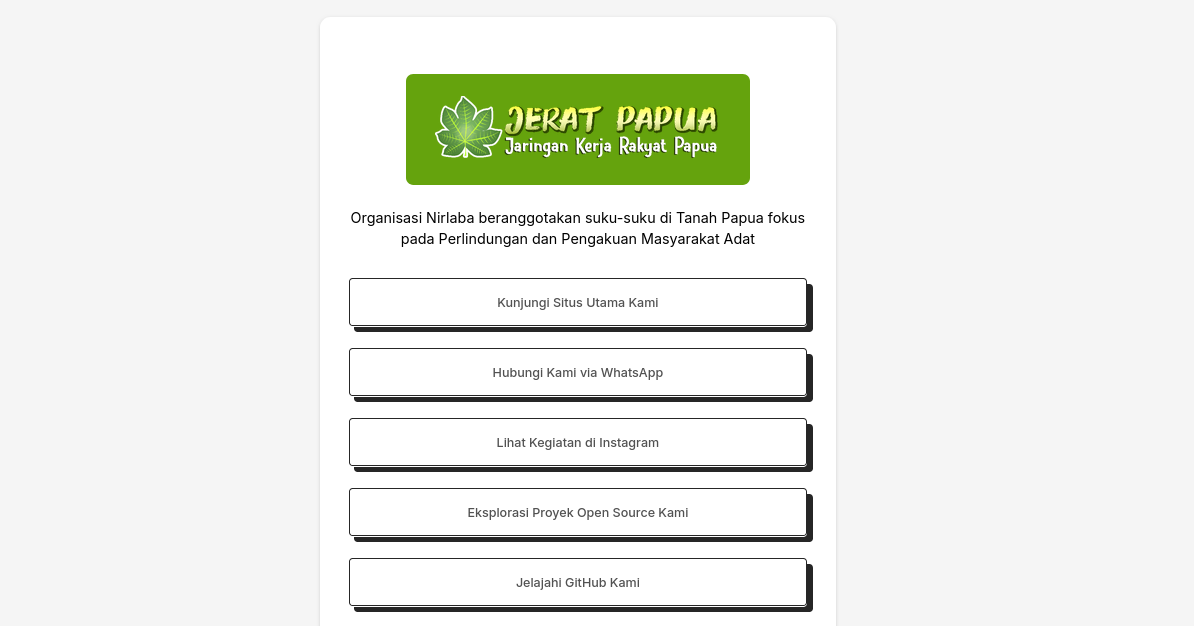 JERAT PAPUA
Jaringan Kerja Rakyat Papua
Organisasi Nirlaba beranggotakan suku-suku di Tanah Papua fokus
pada Perlindungan dan Pengakuan Masyarakat Adat
Kunjungi Situs Utama Kami
Hubungi Kami via WhatsApp
Lihat Kegiatan di Instagram
Eksplorasi Proyek Open Source Kami
Jelajahi GitHub Kami